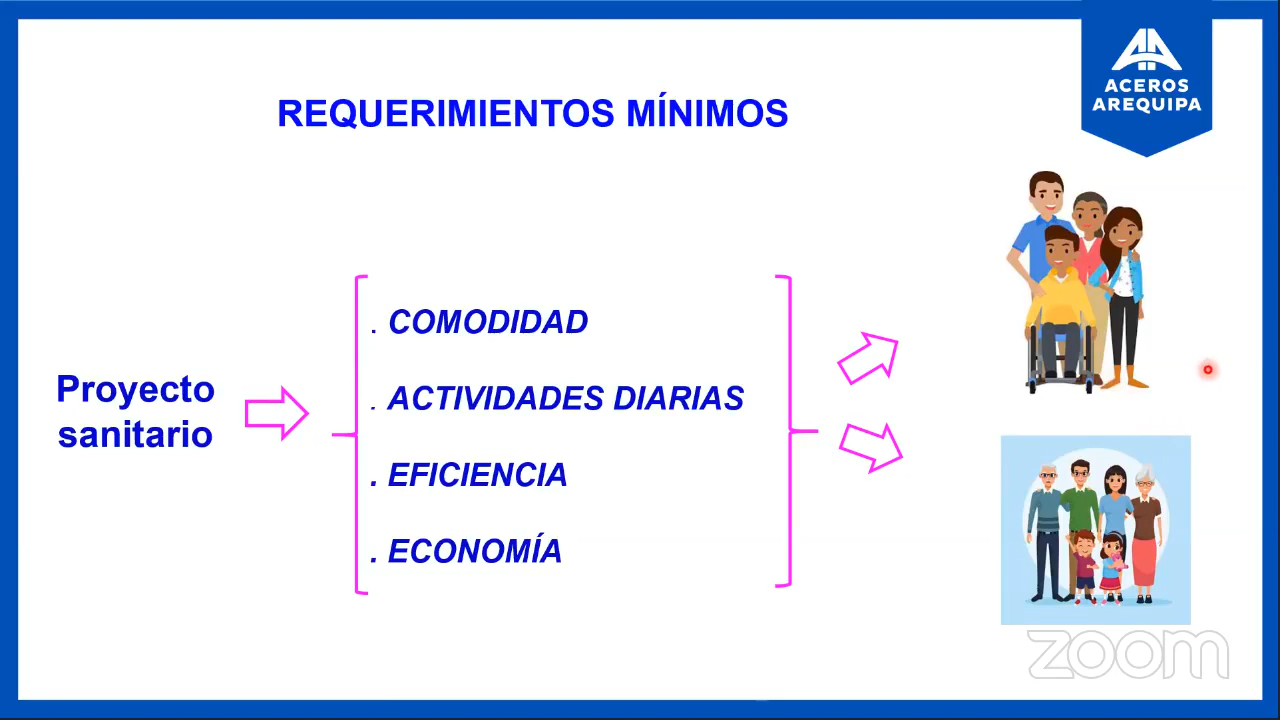 ACEROS
AREQUIPA
REQUERIMIENTOS MÍNIMOS
Proyecto
sanitario
. COMODIDAD
. ACTIVIDADES DIARIAS
. EFICIENCIA
. ECONOMÍA
zoom